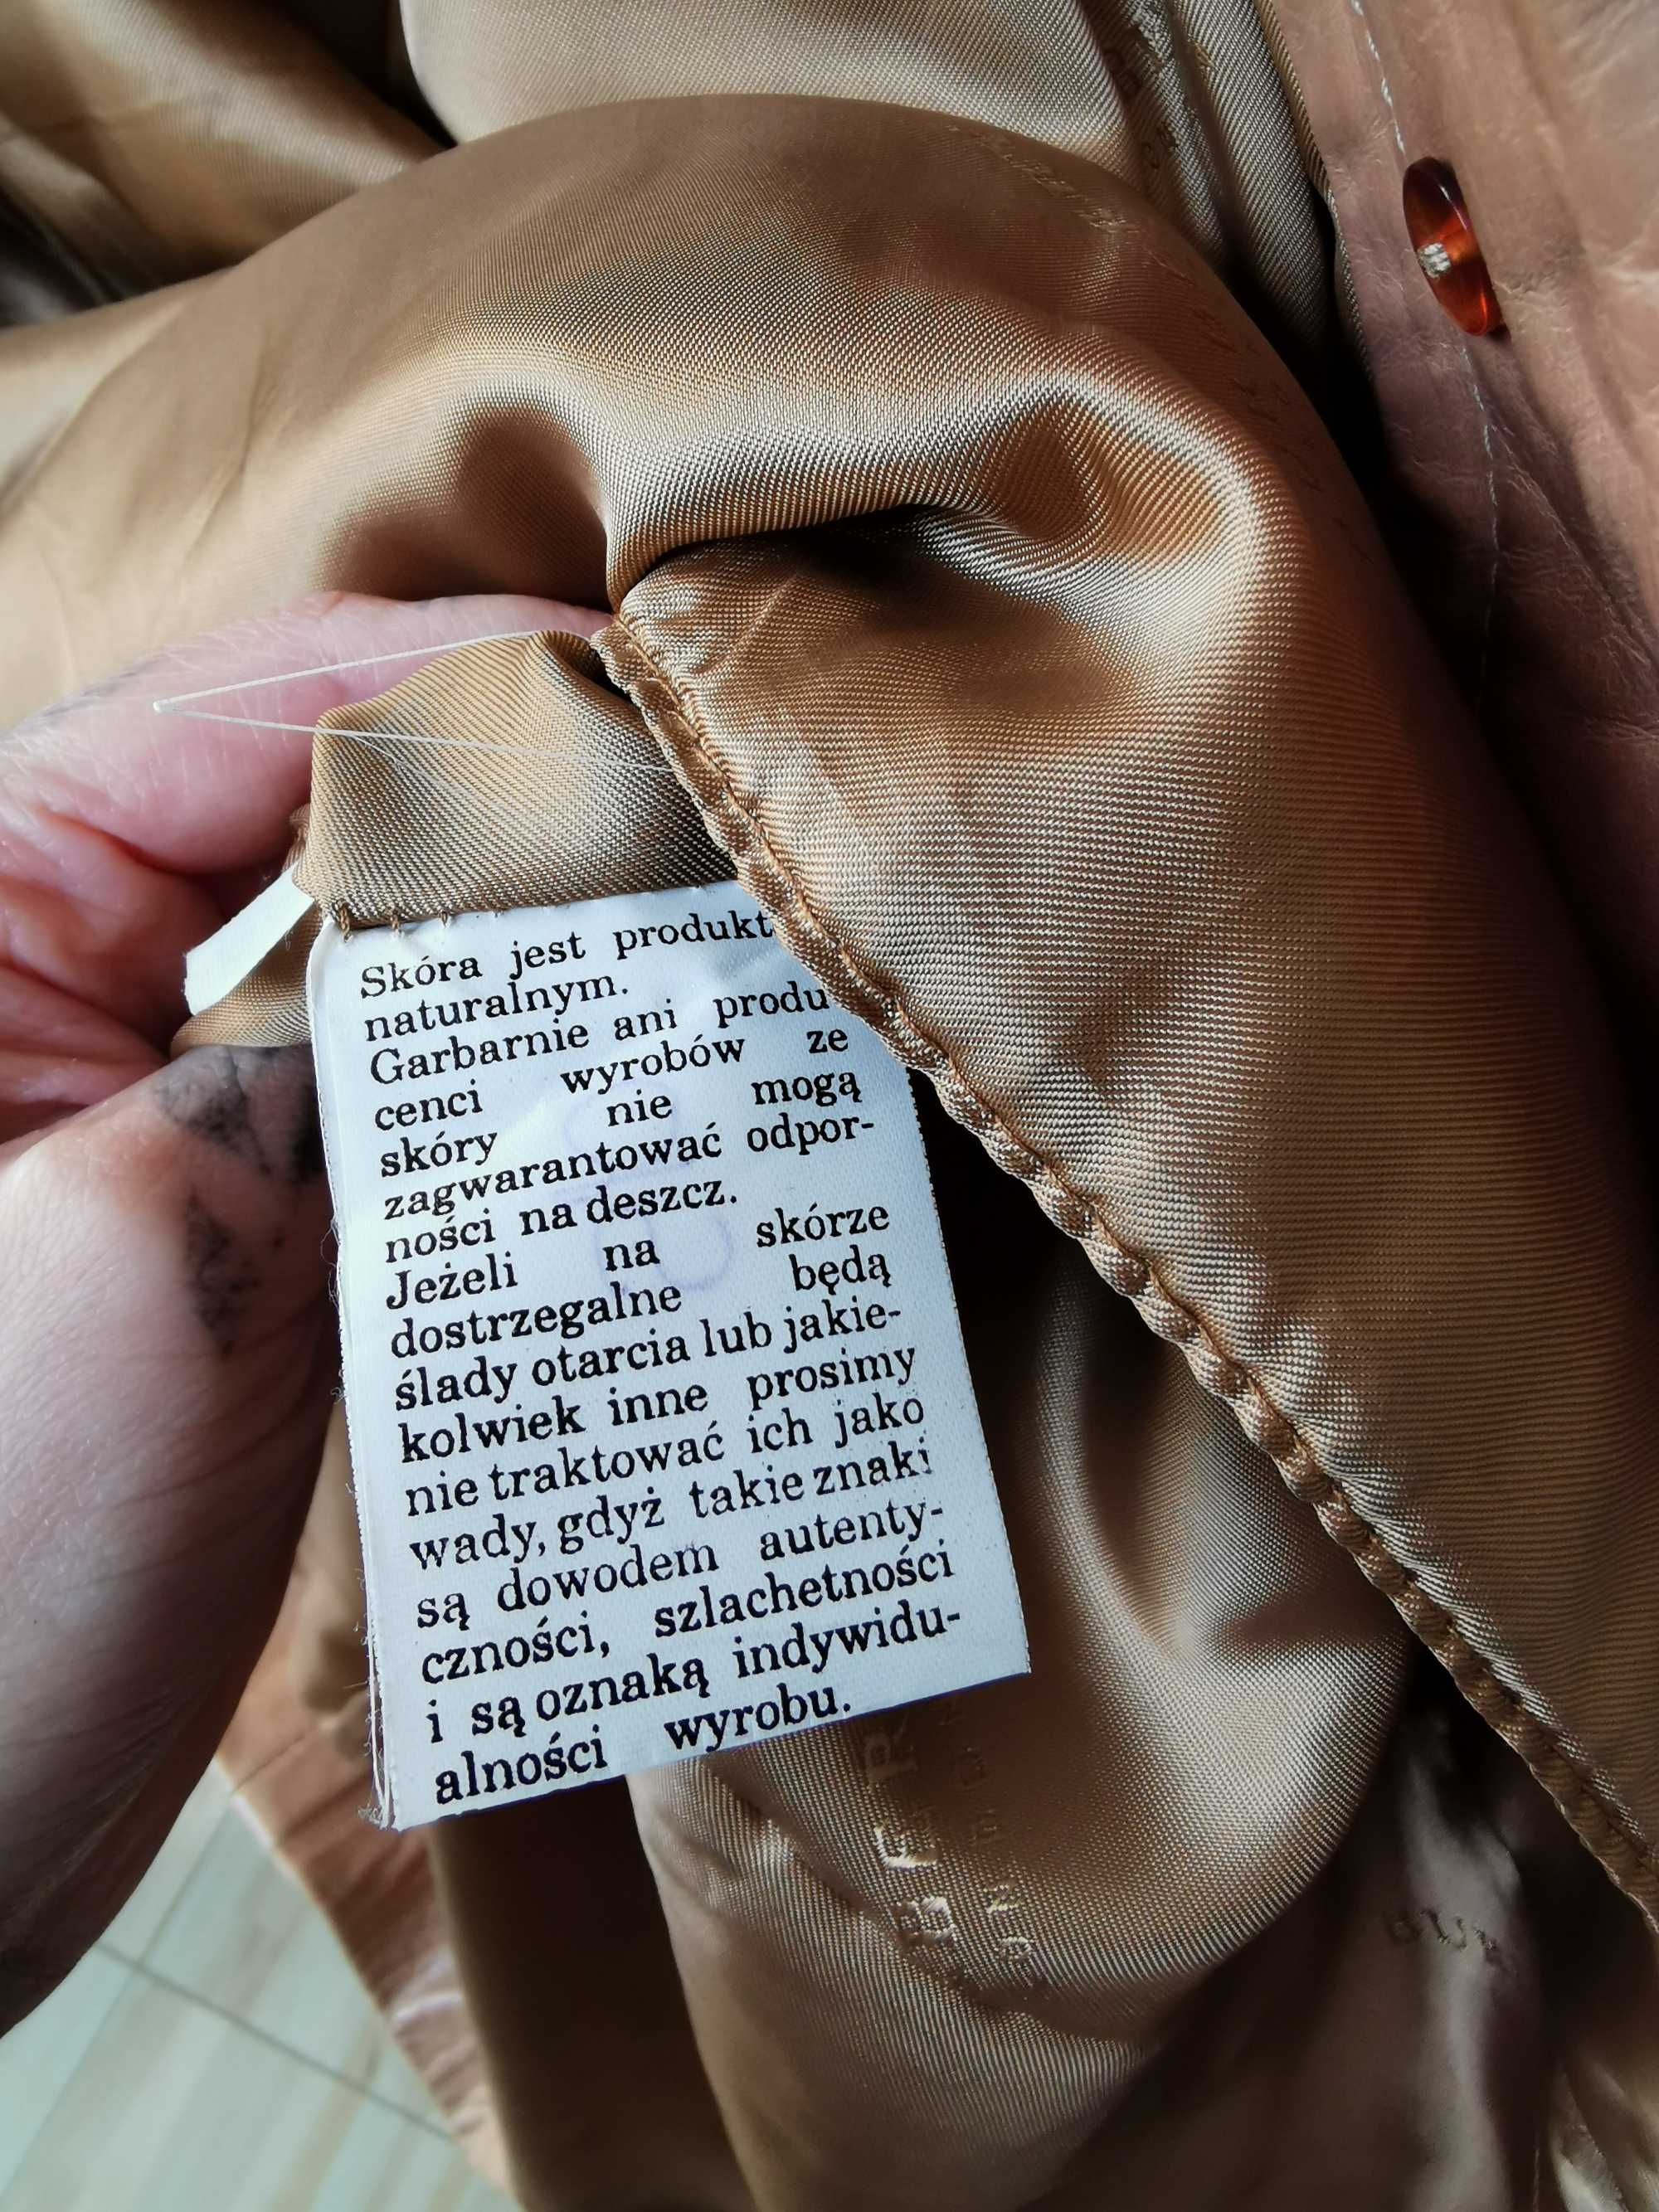 Skóra jest produkt
naturalnym.
Garbarnie ani produ
cenci wyrobów ze
skóry nie mogą
zagwarantować odpor-
ności na deszcz.
Jeżeli na skórze
dostrzegalne będą
ślady otarcia lub jakie-
kolwiek inne prosimy
nie traktować ich jako
wady, gdyż takie znaki
są dowodem autenty-
czności, szlachetności
i są oznaką indywidu-
alności wyrobu.